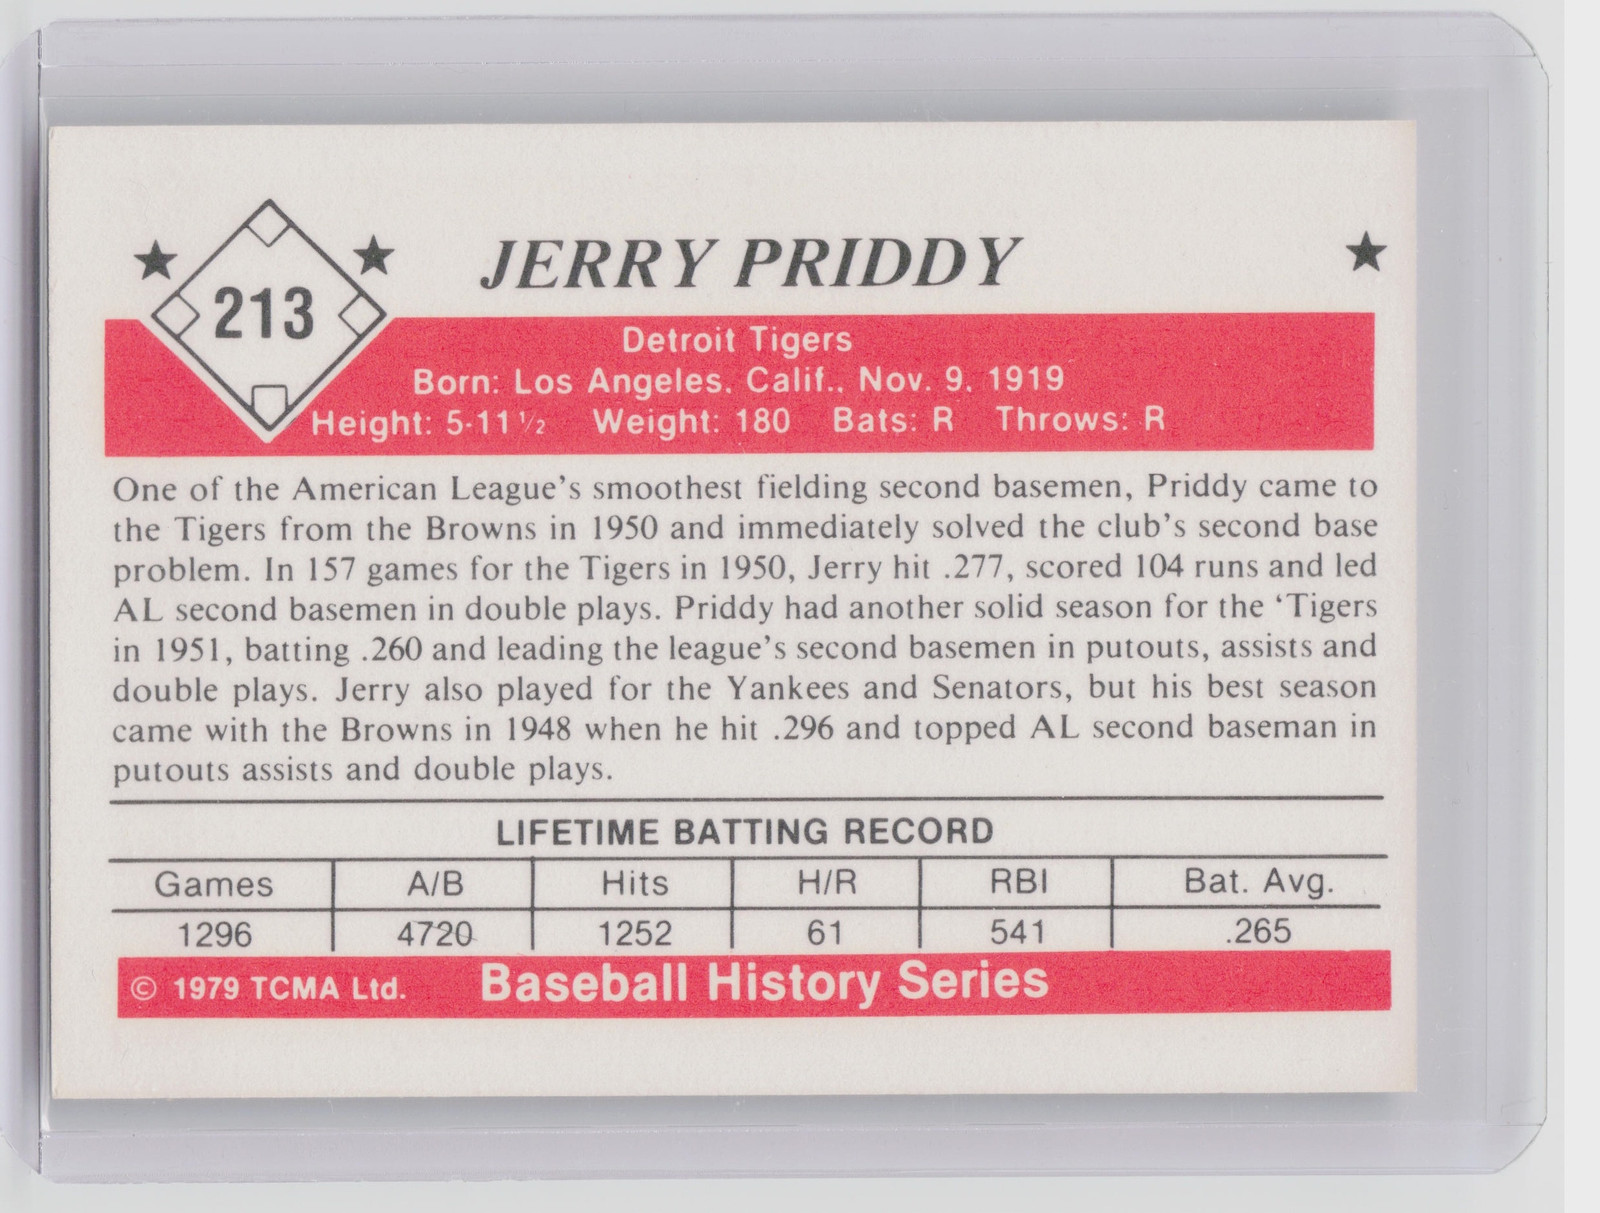 213
JERRY PRIDDY
Detroit Tigers
Born: Los Angeles. Calif., Nov. 9, 1919
Height: 5-11 ½ Weight: 180 Bats: R Throws: R
One of the American League's smoothest fielding second basemen, Priddy came to
the Tigers from the Browns in 1950 and immediately solved the club's second base
problem. In 157 games for the Tigers in 1950, Jerry hit .277, scored 104 runs and led
AL second basemen in double plays. Priddy had another solid season for the ‘Tigers
in 1951, batting .260 and leading the league's second basemen in putouts, assists and
double plays. Jerry also played for the Yankees and Senators, but his best season
came with the Browns in 1948 when he hit .296 and topped AL second baseman in
putouts assists and double plays.
LIFETIME BATTING RECORD
Games A/B Hits H/R RBI Bat. Avg.
1296 4720 1252 61 541 .265
© 1979 TCMA Ltd. Baseball History Series